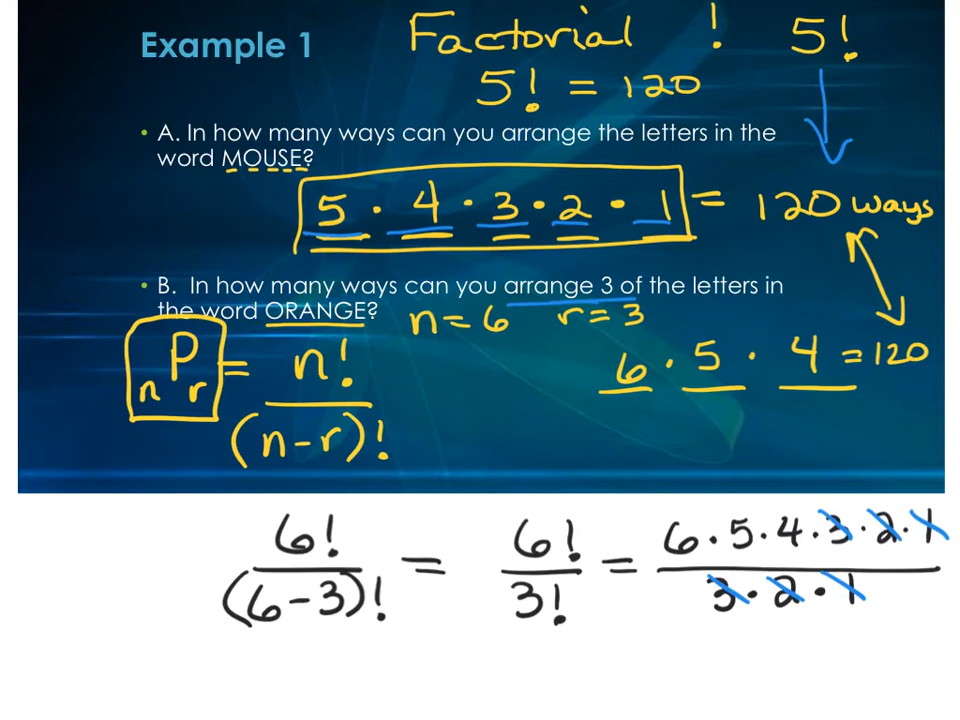 Example 1
Factorial ! 5!
5! = 120
• A. In how many ways can you arrange the letters in the
word MOUSE?
5 · 4 · 3 · 2 · 1 = 120 ways
• B. In how many ways can you arrange 3 of the letters in
the word ORANGE?
n = 6 r = 3
nPr = n! / (n-r)!
6 · 5 · 4 = 120
6! / (6-3)! = 6! / 3! = 6·5·4·3·2·1 / 3·2·1